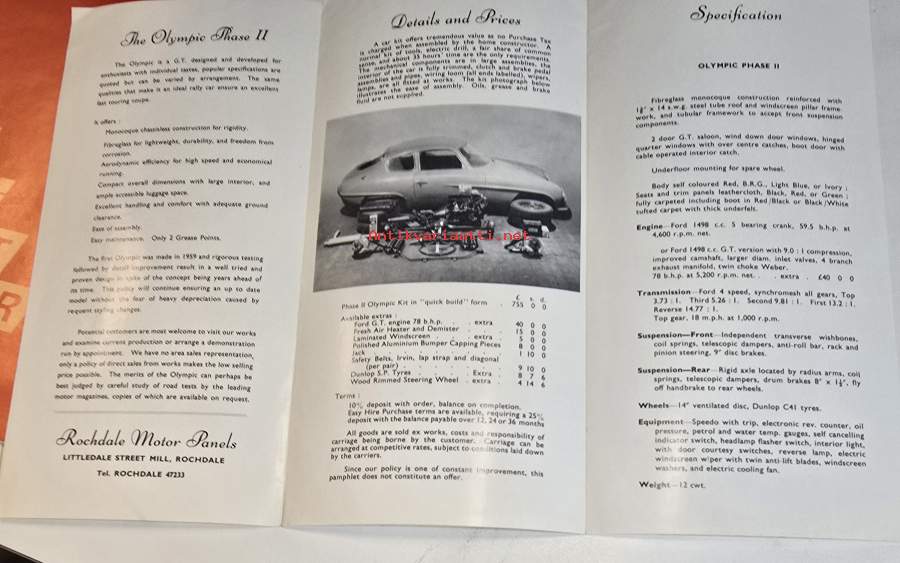 The Olympic Phase II
The Olympic is a G.T. designed and developed for
enthusiasts with individual tastes, popular specifications are
quoted but can be varied by arrangement. The same
qualities that make it an ideal rally car ensure an excellent
fast touring coupe.
It offers :
Monocoque chassisless construction for rigidity.
Fibreglass for lightweight, durability, and freedom from
corrosion.
Aerodynamic efficiency for high speed and economical
running.
Compact overall dimensions with large interior, and
ample accessible luggage space.
Excellent handling and comfort with adequate ground
clearance.
Ease of assembly.
Easy maintenance. Only 2 Grease Points.
The first Olympic was made in 1959 and rigorous testing
followed by detail improvement result in a well tried and
proven design in spite of the concept being years ahead of
its time. This policy will continue ensuring an up to date
model without the fear of heavy depreciation caused by
request styling changes.
Potential customers are most welcome to visit our works
and examine current production or arrange a demonstration
run by appointment. We have no area sales representation,
only a policy of direct sales from works makes the low selling
price possible. The merits of the Olympic can perhaps be
best judged by careful study of road tests by the leading
motor magazines, copies of which are available on request.
Rochdale Motor Panels
LITTLEDALE STREET MILL, ROCHDALE
Tel. ROCHDALE 47233
Details and Prices
A car kit offers tremendous value as no Purchase Tax
is charged when assembled by the home constructor. A
normal kit of tools, electric drill, a fair share of common
sense, and about 35 hours' time are the only requirements.
The mechanical components are in large assemblies, the
interior of the car is fully trimmed, clutch and brake pedal
assemblies and pipes, wiring loom (all ends labelled), wipers,
lamps, are all fitted at works. The kit photograph below
illustrates the ease of assembly. Oils, grease and brake
fluid are not supplied.
Antikvariaatti.net
£ s. d.
Phase II Olympic Kit in "quick build" form . 755 0 0
Available extras :
Ford G.T. engine 78 b.h.p. . . extra . 40 0 0
Fresh Air Heater and Demister . . 15 0 0
Laminated Windscreen . . extra . 5 0 0
Polished Aluminium Bumper Capping Pieces 8 0 0
Jack . . . . . 1 10 0
Safety Belts, Irvin, lap strap and diagonal
(per pair) . . . . 9 10 0
Dunlop S.P. Tyres . . Extra . 8 7 6
Wood Rimmed Steering Wheel . extra . 4 14 6
Terms :
10% deposit with order, balance on completion.
Easy Hire Purchase terms are available, requiring a 25%
deposit with the balance payable over 12, 24 or 36 months
All goods are sold ex works, costs and responsibility of
carriage being borne by the customer. Carriage can be
arranged at competitive rates, subject to conditions laid down
by the carriers.
Since our policy is one of constant improvement, this
pamphlet does not constitute an offer.
Specification
OLYMPIC PHASE II
Fibreglass monocoque construction reinforced with
1½" x 14 s.w.g. steel tube roof and windscreen pillar frame
work, and tubular framework to accept front suspension
components.
2 door G.T. saloon, wind down door windows, hinged
quarter windows with over centre catches, boot door with
cable operated interior catch.
Underfloor mounting for spare wheel.
Body self coloured Red, B.R.G., Light Blue, or Ivory ;
Seats and trim panels leathercloth, Black, Red, or Green ;
fully carpeted including boot in Red/Black or Black/White
tufted carpet with thick underfelt.
Engine—Ford 1498 c.c. 5 bearing crank, 59.5 b.h.p. at
4,600 r.p.m. net.
or Ford 1498 c.c. G.T. version with 9.0 : 1 compression,
improved camshaft, larger diam. inlet valves, 4 branch
exhaust manifold, twin choke Weber.
78 b.h.p. at 5,200 r.p.m. net. . . extra . £40 0 0
Transmission—Ford 4 speed, synchromesh all gears, Top
3.73 : 1. Third 5.26 : 1. Second 9.81 : 1. First 13.2 : 1.
Reverse 14.77 : 1.
Top gear, 18 m.p.h. at 1,000 r.p.m.
Suspension—Front—Independent transverse wishbones,
coil springs, telescopic dampers, anti-roll bar, rack and
pinion steering, 9" disc brakes.
Suspension—Rear—Rigid axle located by radius arms, coil
springs, telescopic dampers, drum brakes 8" x 1½", fly
off handbrake to rear wheels.
Wheels—14" ventilated disc, Dunlop C41 tyres.
Equipment—Speedo with trip, electronic rev. counter, oil
pressure, petrol and water temp. gauges, self cancelling
indicator switch, headlamp flasher switch, interior light,
with door courtesy switches, reverse lamp, electric
windscreen wiper with twin anti-lift blades, windscreen
washers, and electric cooling fan.
Weight—12 cwt.